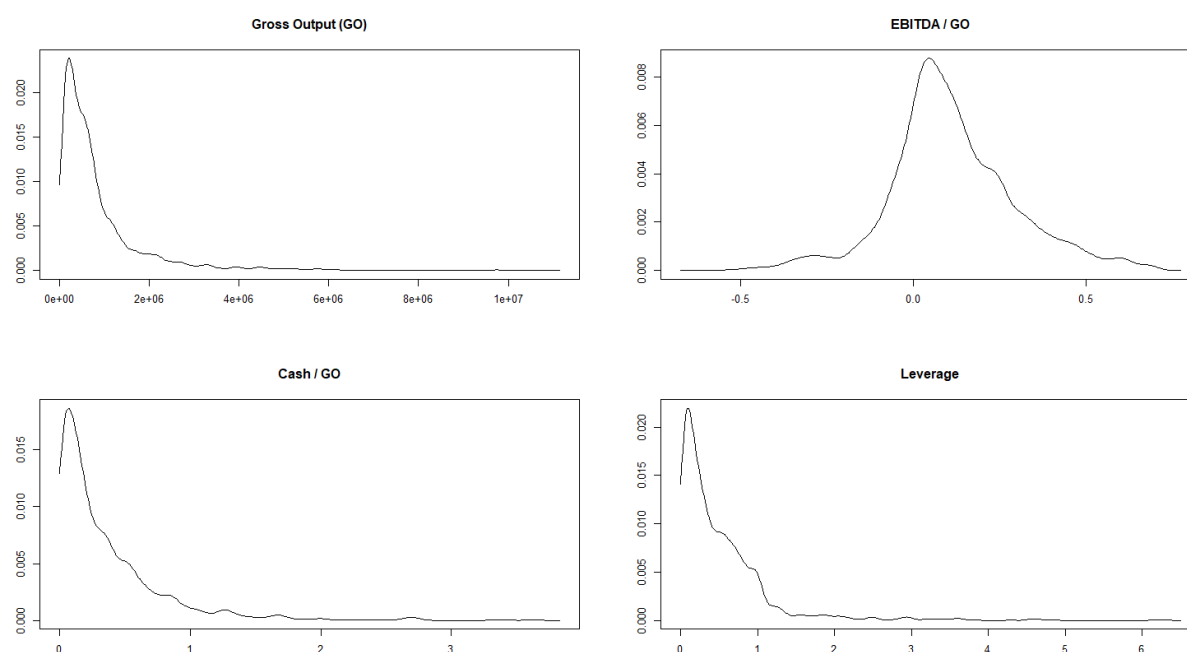 Gross Output (GO)
0.000 0.005 0.010 0.015 0.020
0e+00 2e+06 4e+06 6e+06 8e+06 1e+07
EBITDA / GO
0.000 0.002 0.004 0.006 0.008
-0.5 0.0 0.5
Cash / GO
0.000 0.005 0.010 0.015
0 1 2 3
Leverage
0.000 0.005 0.010 0.015 0.020
0 1 2 3 4 5 6